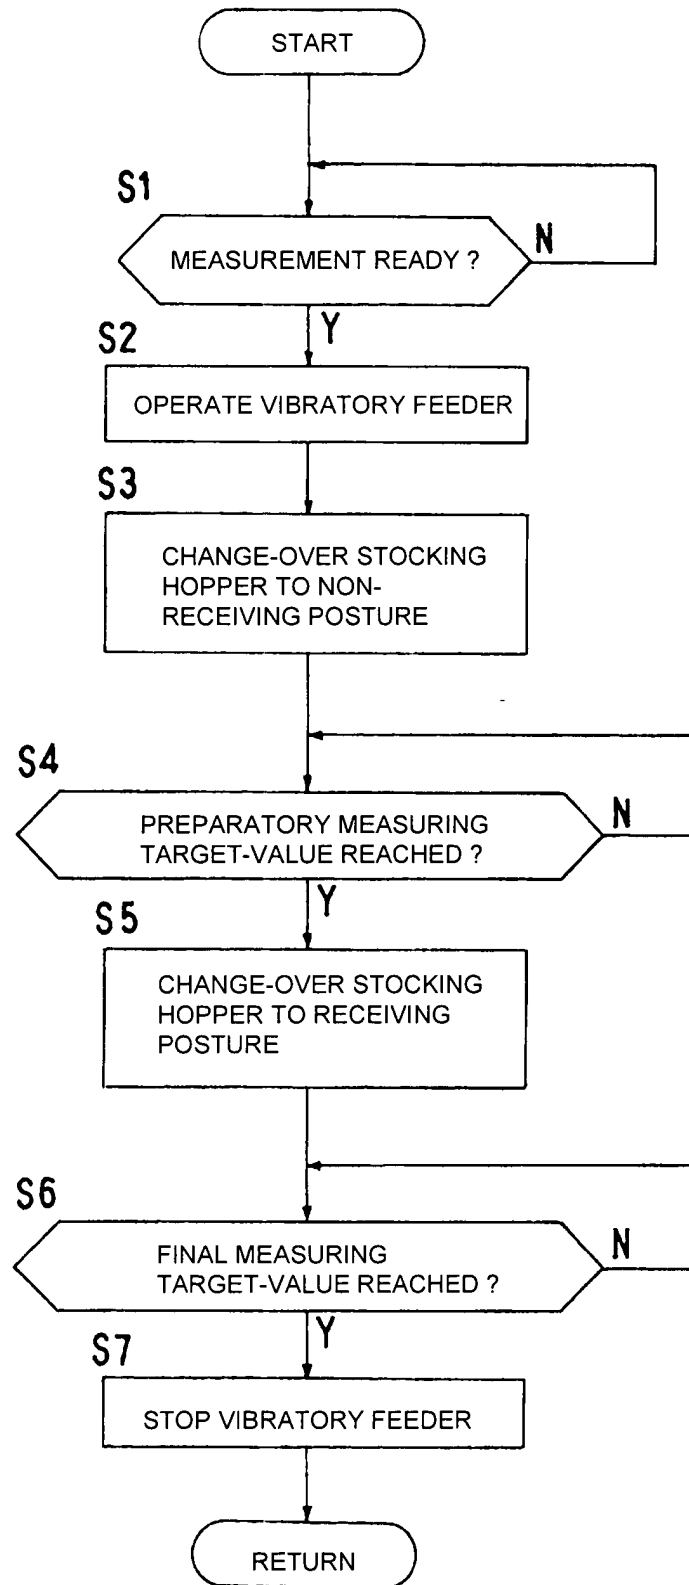 START
S1
MEASUREMENT READY ?
N
Y
S2
OPERATE VIBRATORY FEEDER
S3
CHANGE-OVER STOCKING
HOPPER TO NON-
RECEIVING POSTURE
S4
PREPARATORY MEASURING
TARGET-VALUE REACHED ?
N
Y
S5
CHANGE-OVER STOCKING
HOPPER TO RECEIVING
POSTURE
S6
FINAL MEASURING
TARGET-VALUE REACHED ?
N
Y
S7
STOP VIBRATORY FEEDER
RETURN